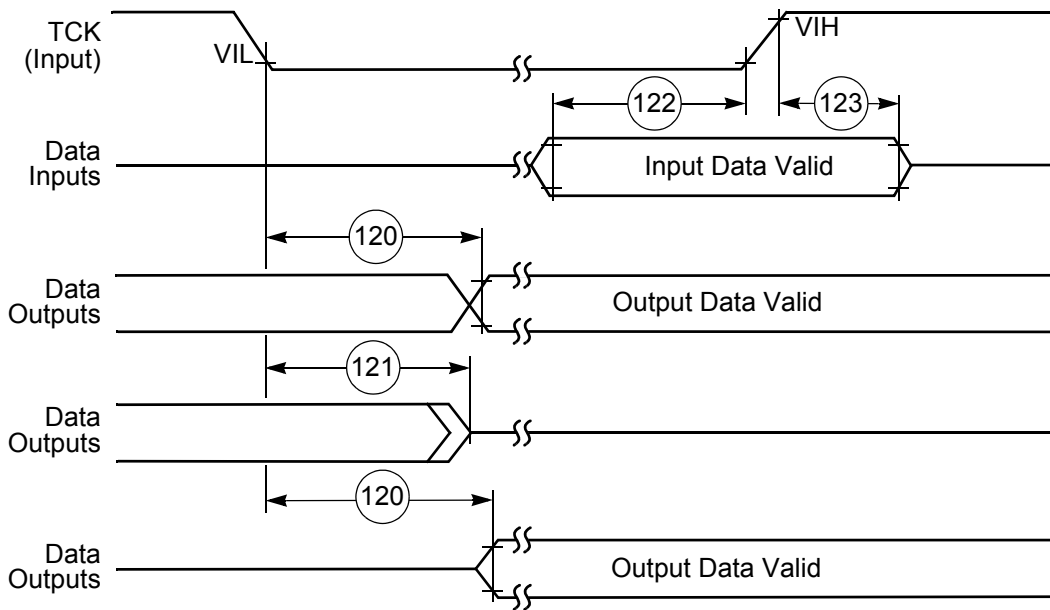 TCK
(Input)
VIL
VIH
122
123
Data
Inputs
Input Data Valid
120
Data
Outputs
Output Data Valid
121
Data
Outputs
120
Data
Outputs
Output Data Valid